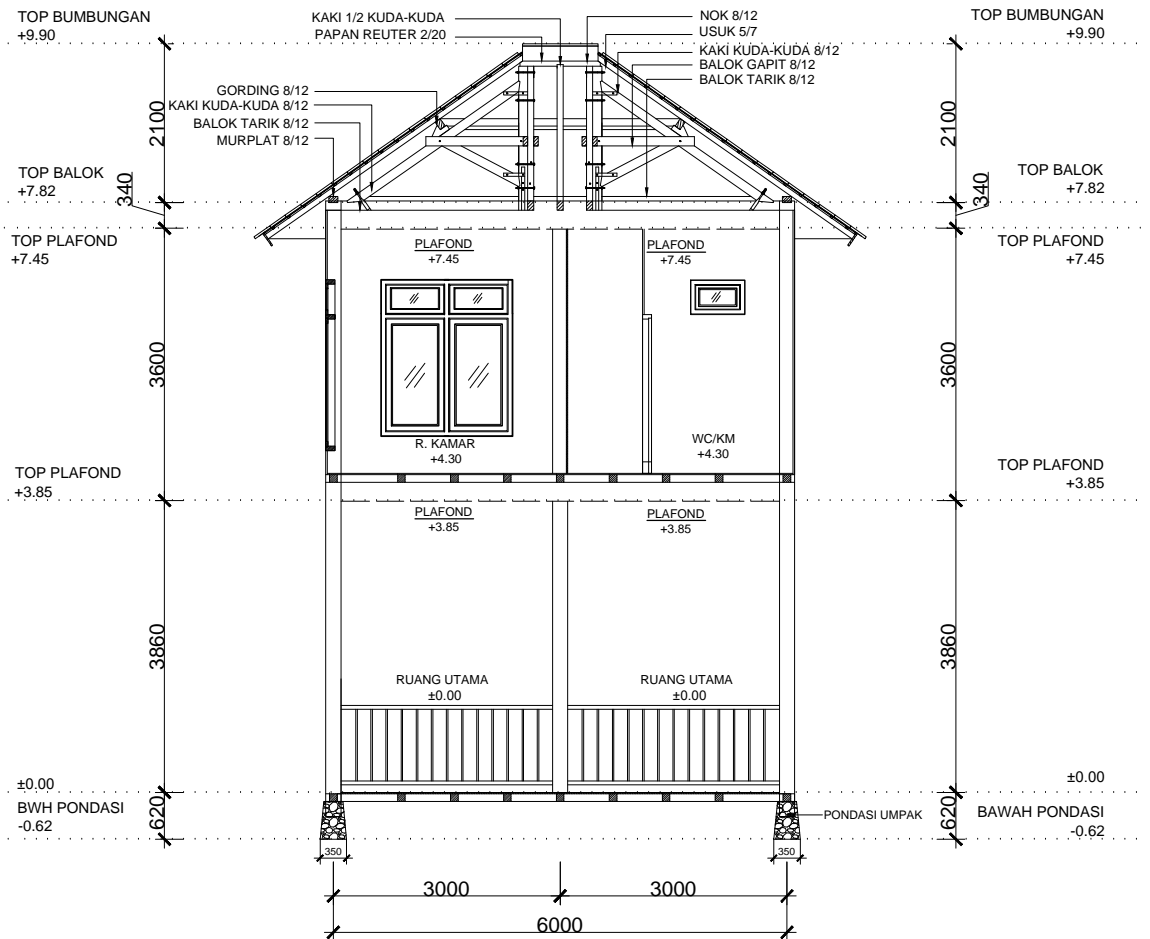 TOP BUMBUNGAN
+9.90
KAKI 1/2 KUDA-KUDA
PAPAN REUTER 2/20
NOK 8/12
USUK 5/7
KAKI KUDA-KUDA 8/12
BALOK GAPIT 8/12
BALOK TARIK 8/12
TOP BUMBUNGAN
+9.90
GORDING 8/12
KAKI KUDA-KUDA 8/12
BALOK TARIK 8/12
MURPLAT 8/12
2100
2100
TOP BALOK
+7.82
340
340
TOP BALOK
+7.82
TOP PLAFOND
+7.45
PLAFOND
+7.45
PLAFOND
+7.45
TOP PLAFOND
+7.45
3600
3600
R. KAMAR
+4.30
WC/KM
+4.30
TOP PLAFOND
+3.85
TOP PLAFOND
+3.85
PLAFOND
+3.85
PLAFOND
+3.85
3860
3860
RUANG UTAMA
±0.00
RUANG UTAMA
±0.00
±0.00
±0.00
BWH PONDASI
-0.62
620
620
PONDASI UMPAK
BAWAH PONDASI
-0.62
350
350
3000
3000
6000